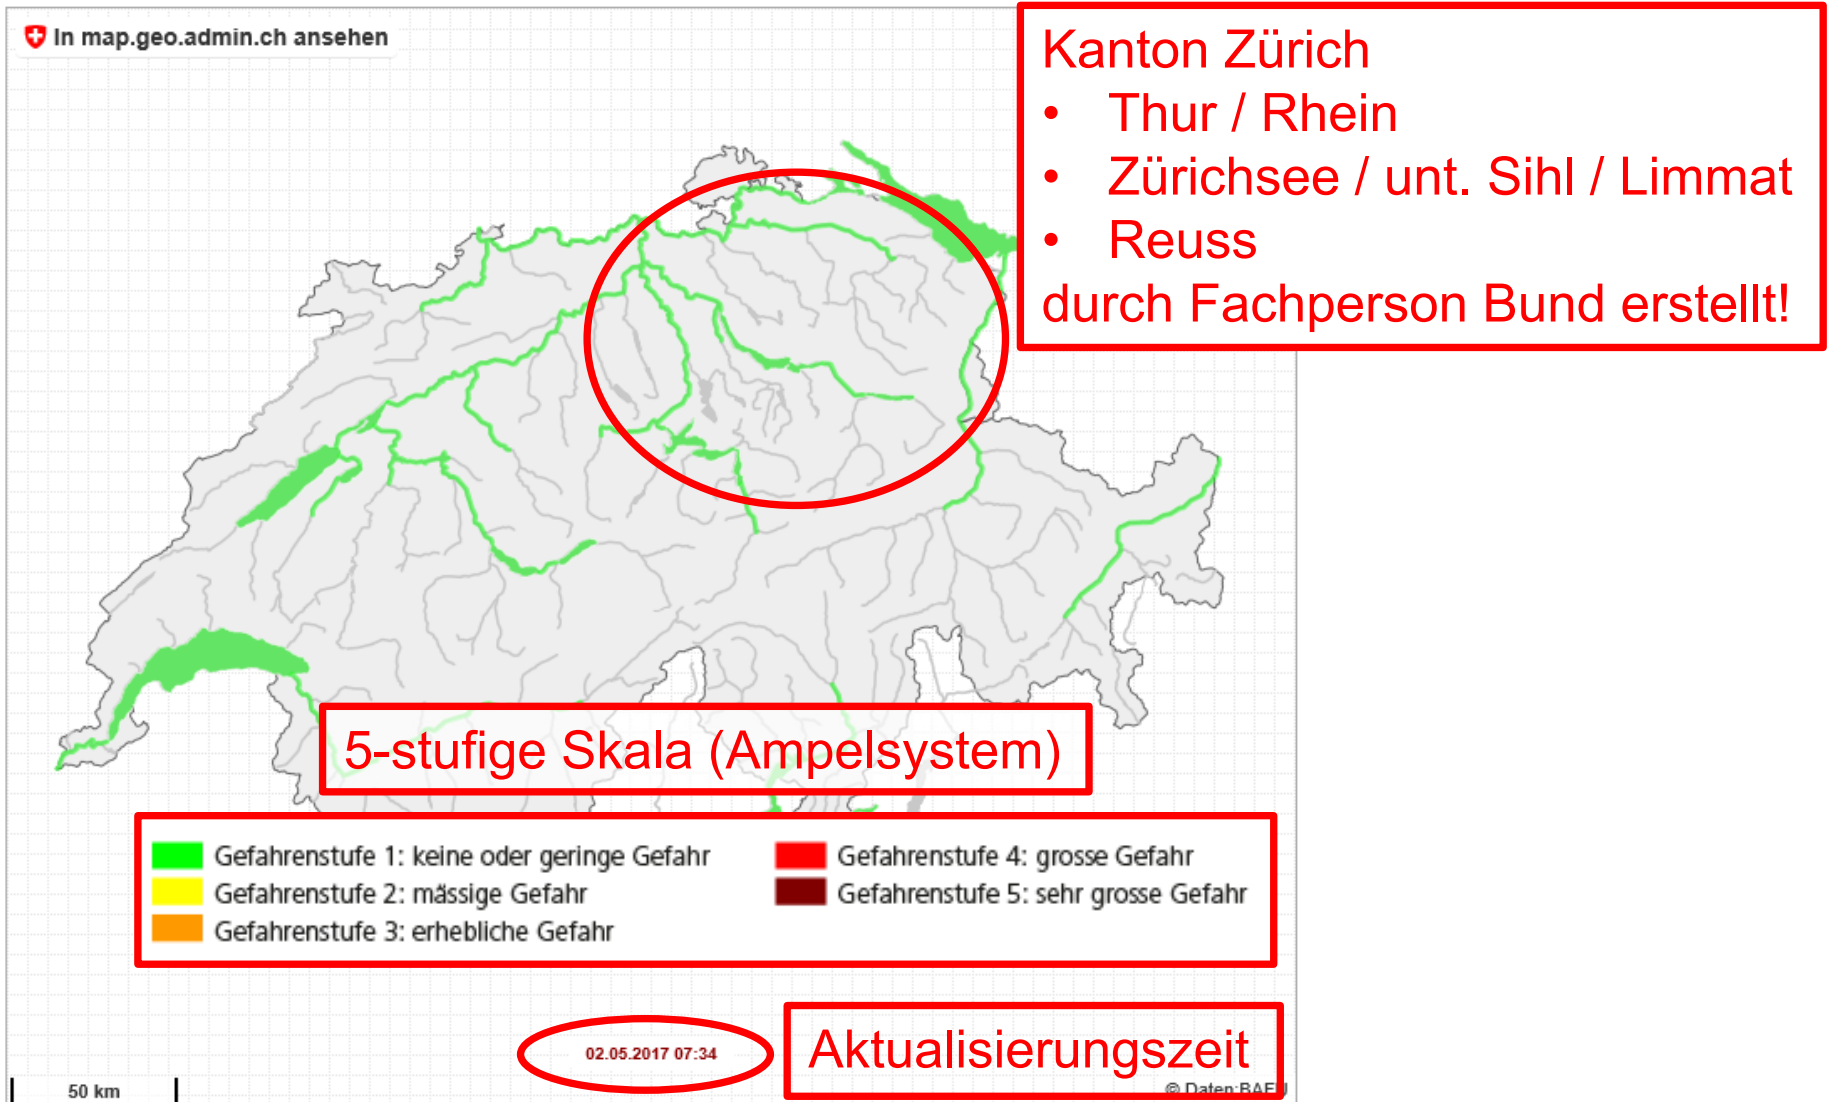 In map.geo.admin.ch ansehen
Kanton Zürich
• Thur / Rhein
• Zürichsee / unt. Sihl / Limmat
• Reuss
durch Fachperson Bund erstellt!
5-stufige Skala (Ampelsystem)
Gefahrenstufe 1: keine oder geringe Gefahr
Gefahrenstufe 2: mässige Gefahr
Gefahrenstufe 3: erhebliche Gefahr
Gefahrenstufe 4: grosse Gefahr
Gefahrenstufe 5: sehr grosse Gefahr
02.05.2017 07:34
Aktualisierungszeit
50 km
© Daten:BAFU